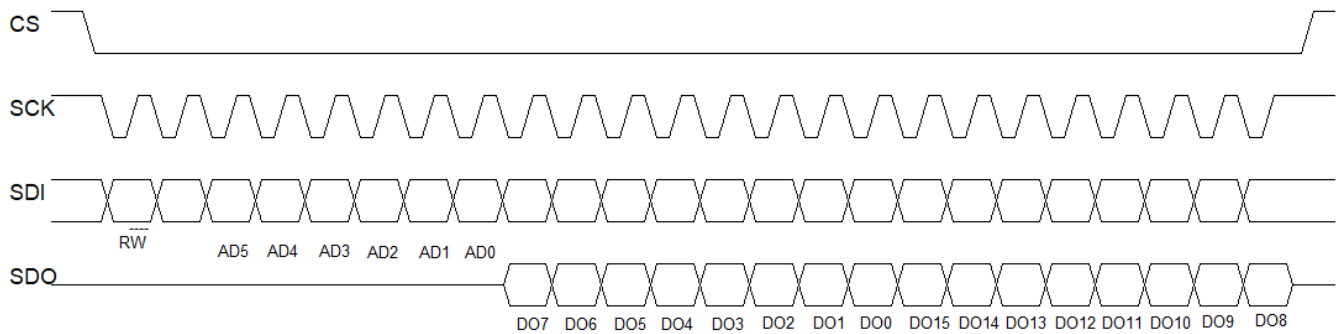 CS
SCK
SDI
RW
AD5 AD4 AD3 AD2 AD1 AD0
SDO
DO7 DO6 DO5 DO4 DO3 DO2 DO1 DO0 DO15 DO14 DO13 DO12 DO11 DO10 DO9 DO8